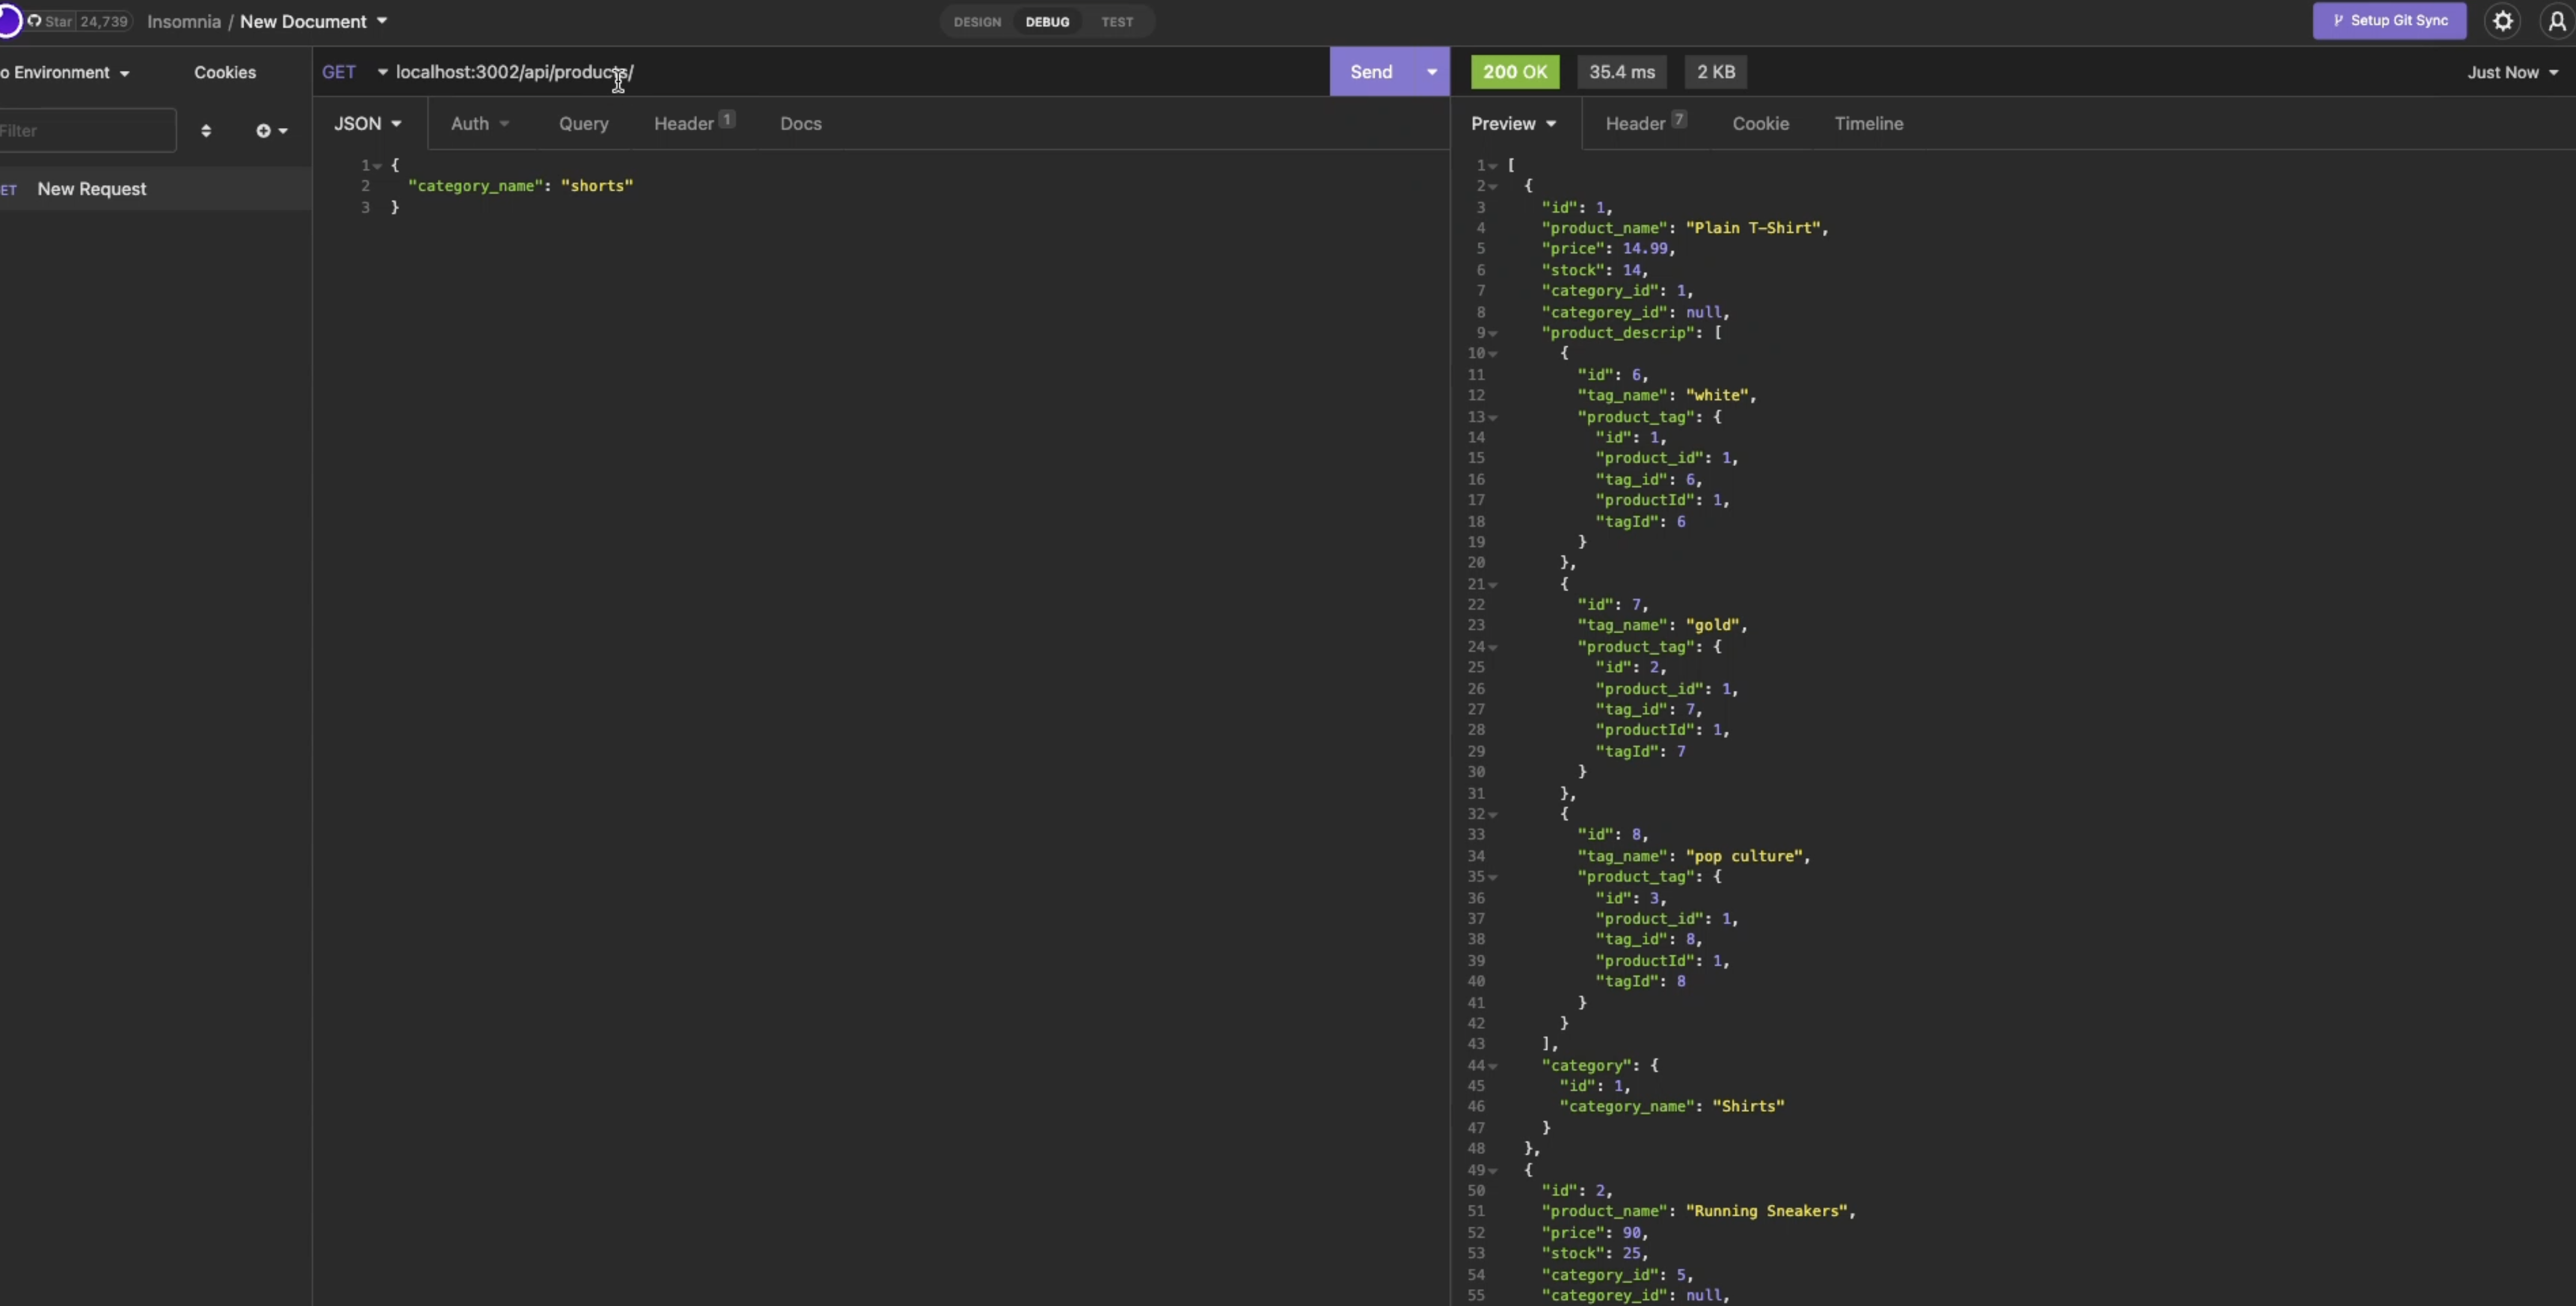 Star 24,739 Insomnia / New Document DESIGN DEBUG TEST Setup Git Sync
o Environment Cookies GET localhost:3002/api/products/ Send 200 OK 35.4 ms 2 KB Just Now
Filter JSON Auth Query Header 1 Docs Preview Header 7 Cookie Timeline
ET New Request
1 {
2 "category_name": "shorts"
3 }
1 [
2 {
3 "id": 1,
4 "product_name": "Plain T-Shirt",
5 "price": 14.99,
6 "stock": 14,
7 "category_id": 1,
8 "categorey_id": null,
9 "product_descrip": [
10 {
11 "id": 6,
12 "tag_name": "white",
13 "product_tag": {
14 "id": 1,
15 "product_id": 1,
16 "tag_id": 6,
17 "productId": 1,
18 "tagId": 6
19 }
20 },
21 {
22 "id": 7,
23 "tag_name": "gold",
24 "product_tag": {
25 "id": 2,
26 "product_id": 1,
27 "tag_id": 7,
28 "productId": 1,
29 "tagId": 7
30 }
31 },
32 {
33 "id": 8,
34 "tag_name": "pop culture",
35 "product_tag": {
36 "id": 3,
37 "product_id": 1,
38 "tag_id": 8,
39 "productId": 1,
40 "tagId": 8
41 }
42 }
43 ],
44 "category": {
45 "id": 1,
46 "category_name": "Shirts"
47 }
48 },
49 {
50 "id": 2,
51 "product_name": "Running Sneakers",
52 "price": 90,
53 "stock": 25,
54 "category_id": 5,
55 "categorey_id": null,